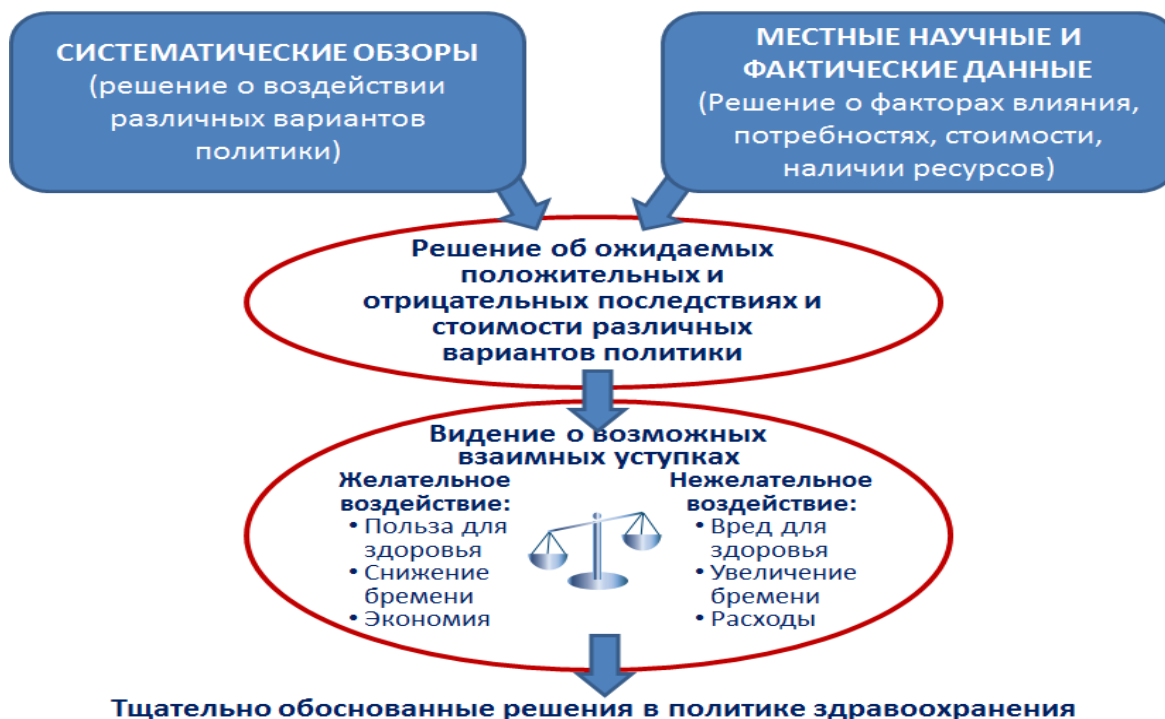 СИСТЕМАТИЧЕСКИЕ ОБЗОРЫ
(решение о воздействии
различных вариантов
политики)
МЕСТНЫЕ НАУЧНЫЕ И
ФАКТИЧЕСКИЕ ДАННЫЕ
(Решение о факторах влияния,
потребностях, стоимости,
наличии ресурсов)
Решение об ожидаемых
положительных и
отрицательных последствиях и
стоимости различных
вариантов политики
Видение о возможных
взаимных уступках
Желательное
воздействие:
• Польза для
здоровья
• Снижение
бремени
• Экономия
Нежелательное
воздействие:
• Вред для
здоровья
• Увеличение
бремени
• Расходы
Тщательно обоснованные решения в политике здравоохранения